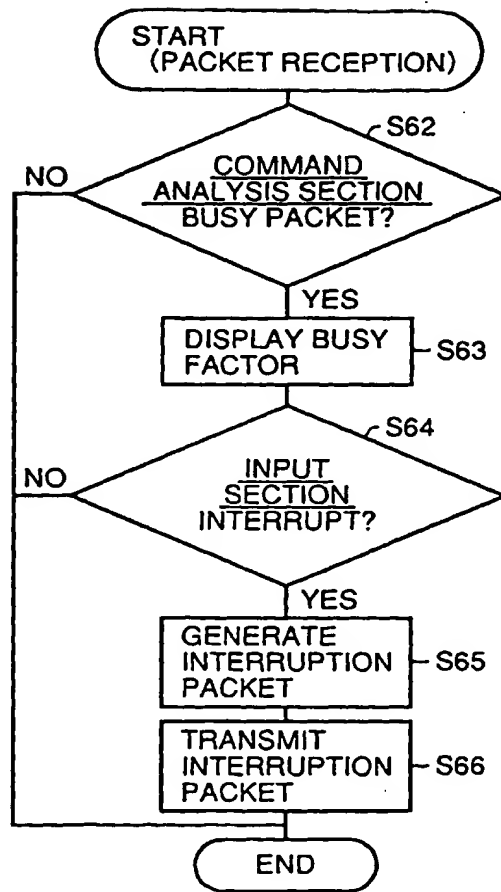 START
(PACKET RECEPTION)
S62
NO
COMMAND
ANALYSIS SECTION
BUSY PACKET?
YES
DISPLAY BUSY
FACTOR
S63
S64
NO
INPUT
SECTION
INTERRUPT?
YES
GENERATE
INTERRUPTION
PACKET
S65
TRANSMIT
INTERRUPTION
PACKET
S66
END